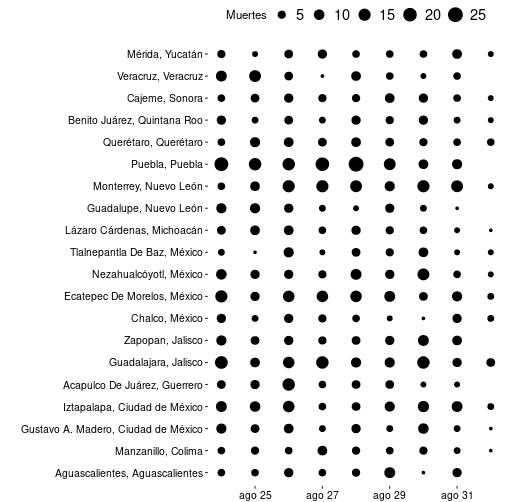 Muertes 5 10 15 20 25
Mérida, Yucatán
Veracruz, Veracruz
Cajeme, Sonora
Benito Juárez, Quintana Roo
Querétaro, Querétaro
Puebla, Puebla
Monterrey, Nuevo León
Guadalupe, Nuevo León
Lázaro Cárdenas, Michoacán
Tlalnepantla De Baz, México
Nezahualcóyotl, México
Ecatepec De Morelos, México
Chalco, México
Zapopan, Jalisco
Guadalajara, Jalisco
Acapulco De Juárez, Guerrero
Iztapalapa, Ciudad de México
Gustavo A. Madero, Ciudad de México
Manzanillo, Colima
Aguascalientes, Aguascalientes
ago 25 ago 27 ago 29 ago 31